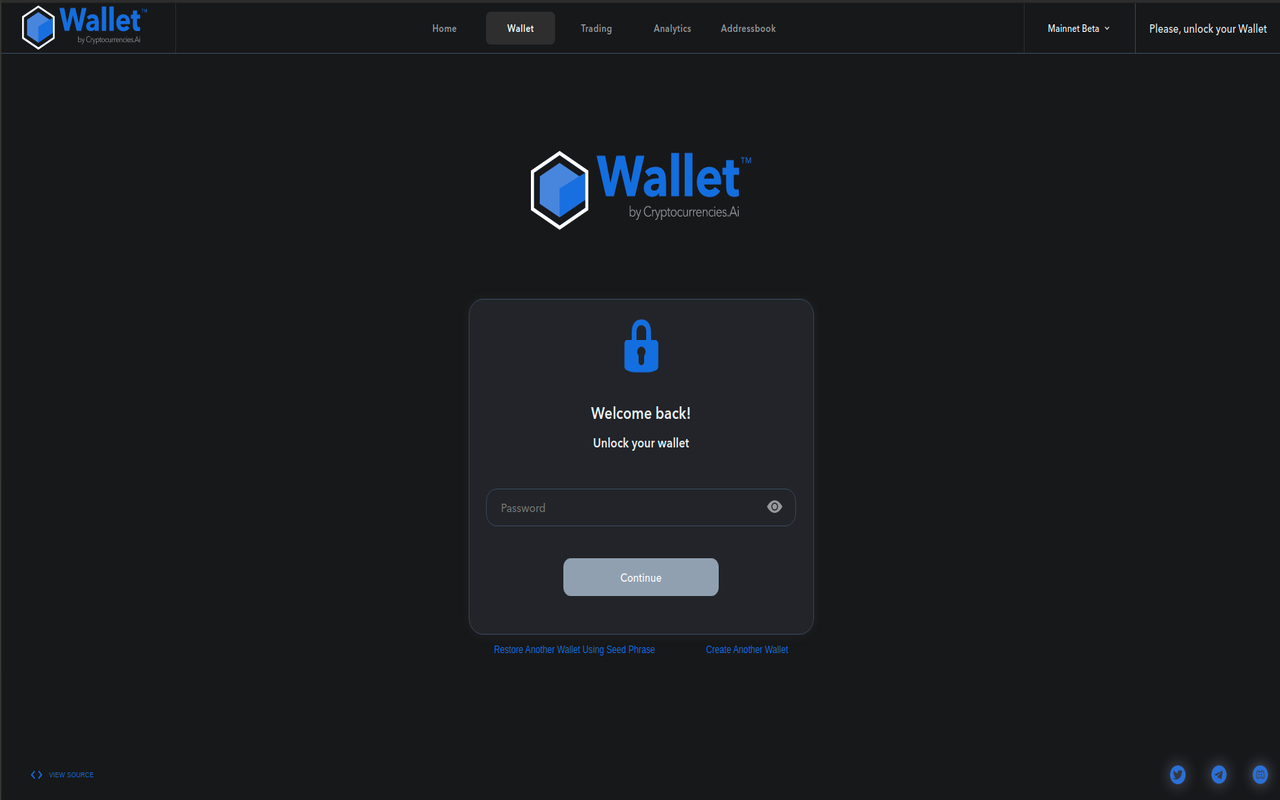 Wallet™
by Cryptocurrencies.Ai
Home
Wallet
Trading
Analytics
Addressbook
Mainnet Beta
Please, unlock your Wallet
Wallet™
by Cryptocurrencies.Ai
Welcome back!
Unlock your wallet
Password
Continue
Restore Another Wallet Using Seed Phrase
Create Another Wallet
VIEW SOURCE